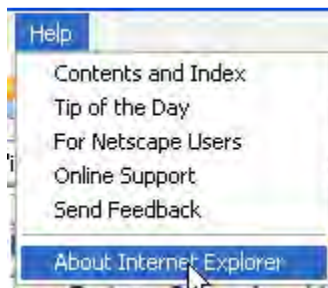 Help
Contents and Index
Tip of the Day
For Netscape Users
Online Support
Send Feedback
About Internet Explorer